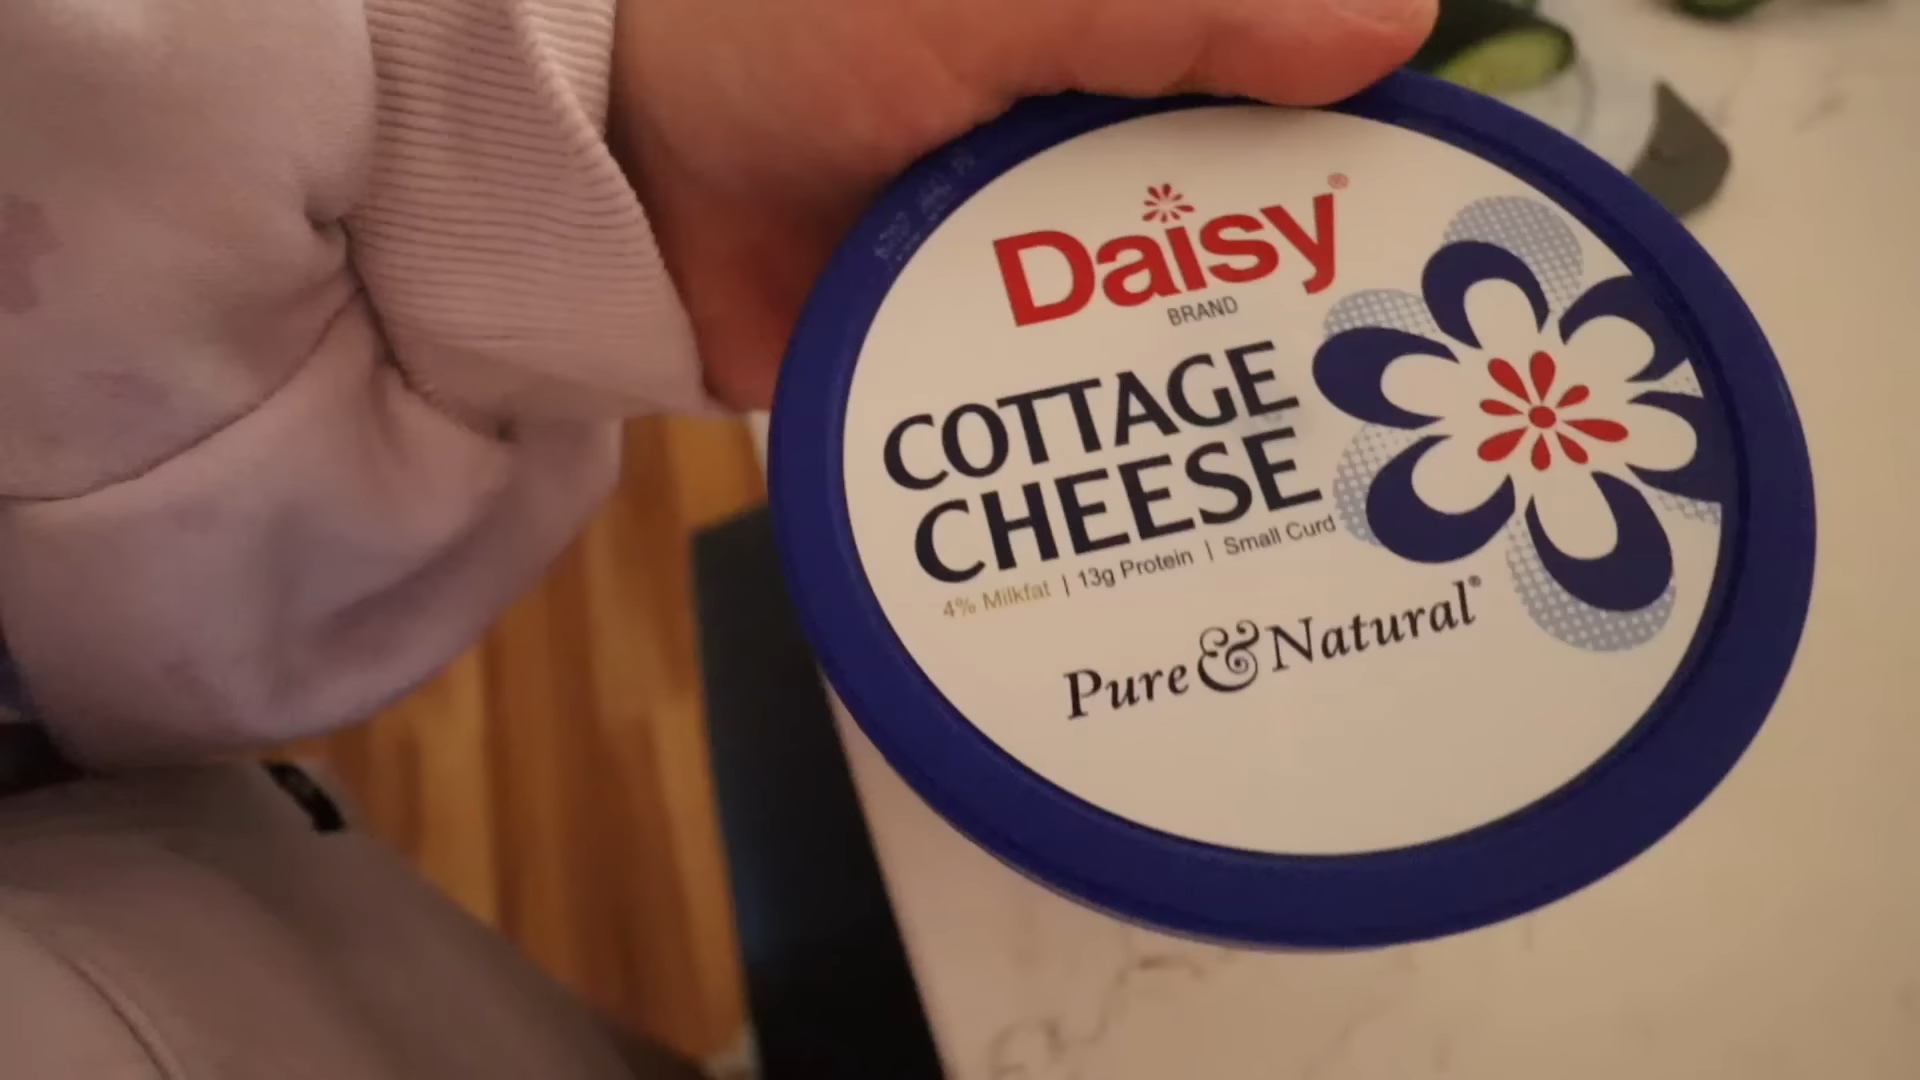 Daisy®
BRAND
COTTAGE
CHEESE
4% Milkfat | 13g Protein | Small Curd
Pure & Natural®